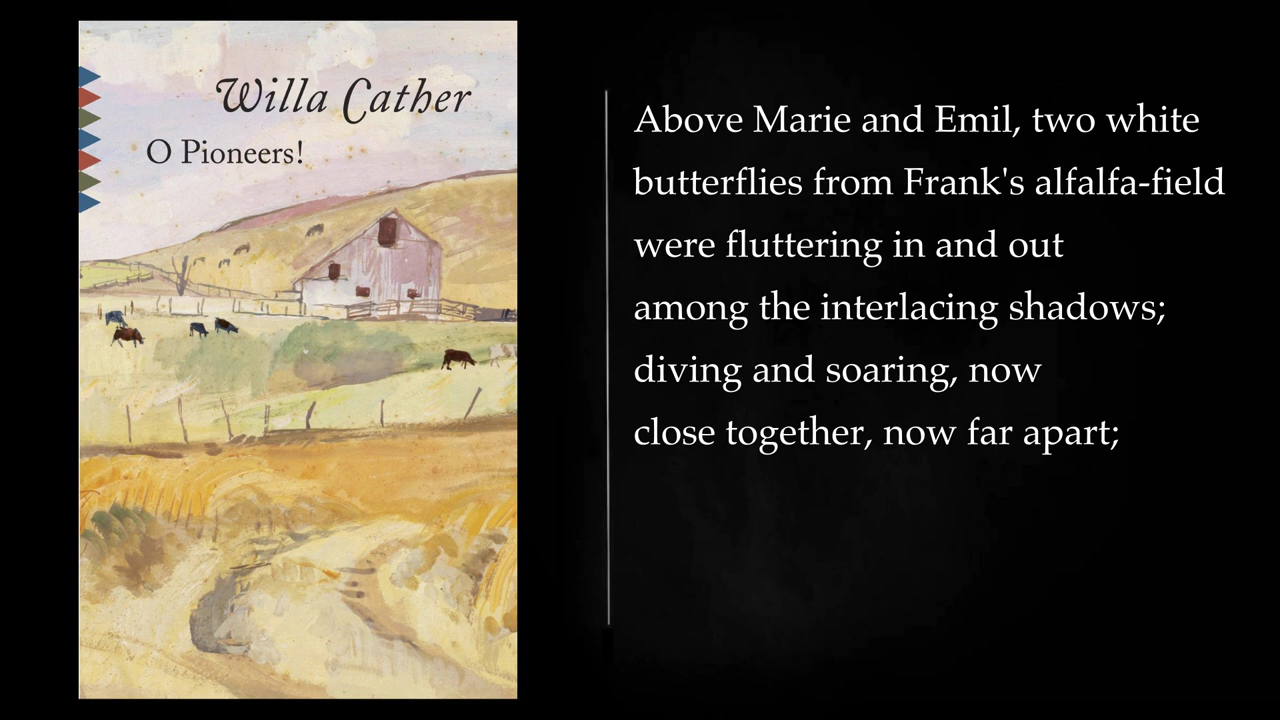 Willa Cather
O Pioneers!
Above Marie and Emil, two white
butterflies from Frank's alfalfa-field
were fluttering in and out
among the interlacing shadows;
diving and soaring, now
close together, now far apart;